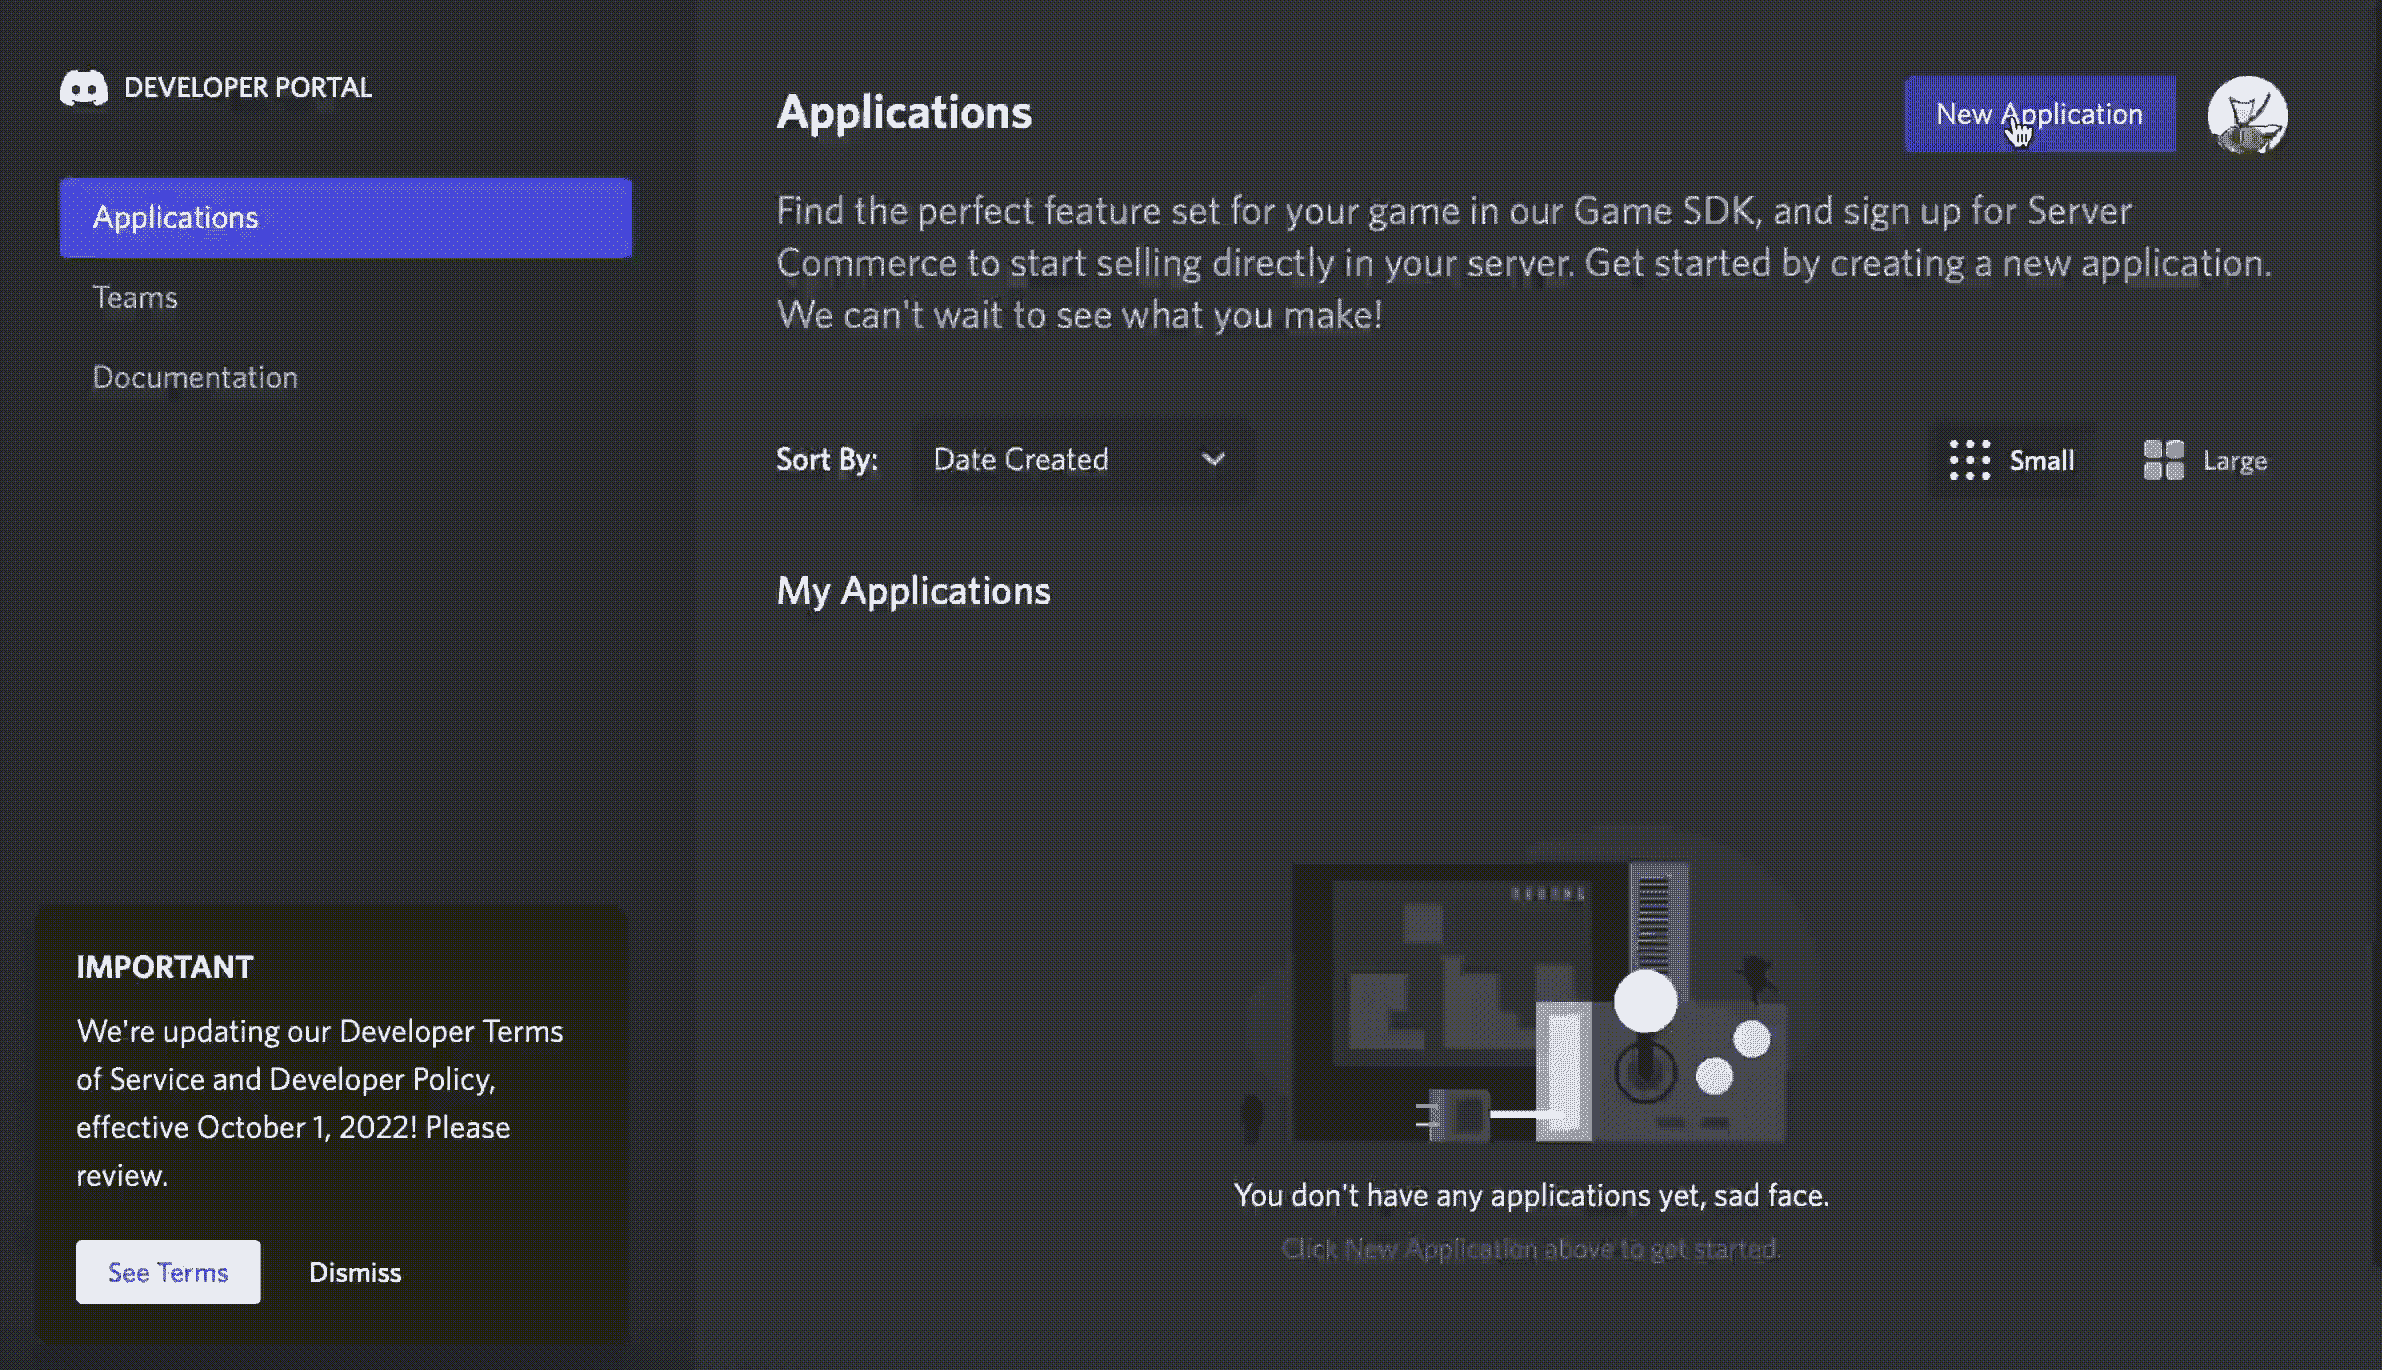 DEVELOPER PORTAL
Applications
Teams
Documentation
IMPORTANT
We're updating our Developer Terms
of Service and Developer Policy,
effective October 1, 2022! Please
review.
See Terms
Dismiss
Applications
New Application
Find the perfect feature set for your game in our Game SDK, and sign up for Server
Commerce to start selling directly in your server. Get started by creating a new application.
We can't wait to see what you make!
Sort By:
Date Created
Small
Large
My Applications
You don't have any applications yet, sad face.
Click New Application above to get started.